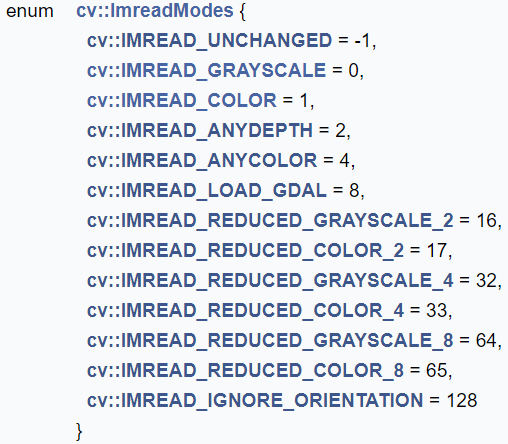 enum cv::ImreadModes {
cv::IMREAD_UNCHANGED = -1,
cv::IMREAD_GRAYSCALE = 0,
cv::IMREAD_COLOR = 1,
cv::IMREAD_ANYDEPTH = 2,
cv::IMREAD_ANYCOLOR = 4,
cv::IMREAD_LOAD_GDAL = 8,
cv::IMREAD_REDUCED_GRAYSCALE_2 = 16,
cv::IMREAD_REDUCED_COLOR_2 = 17,
cv::IMREAD_REDUCED_GRAYSCALE_4 = 32,
cv::IMREAD_REDUCED_COLOR_4 = 33,
cv::IMREAD_REDUCED_GRAYSCALE_8 = 64,
cv::IMREAD_REDUCED_COLOR_8 = 65,
cv::IMREAD_IGNORE_ORIENTATION = 128
}